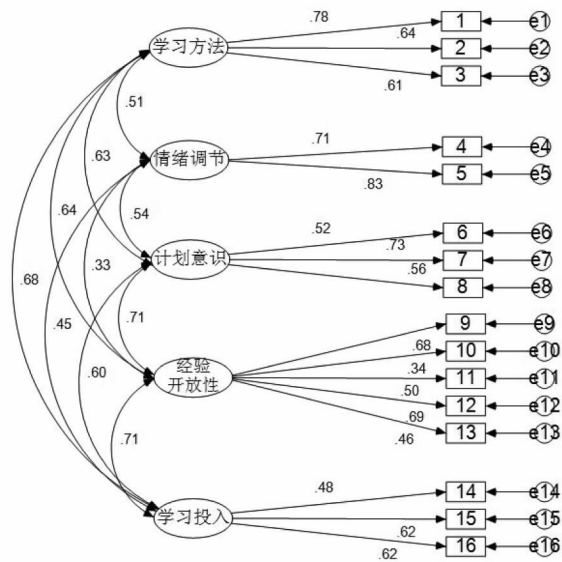 .78
1
e1
学习方法
.64
2
e2
.61
3
e3
.51
.71
4
e4
情绪调节
.83
5
e5
.63
.64
.54
.52
6
e6
.73
7
e7
计划意识
.56
8
e8
.68
.33
.45
.71
9
e9
.68
10
e10
经验
开放性
.34
11
e11
.60
.50
12
e12
.69
13
e13
.46
.71
.48
14
e14
学习投入
15
e15
.62
16
e16
.62